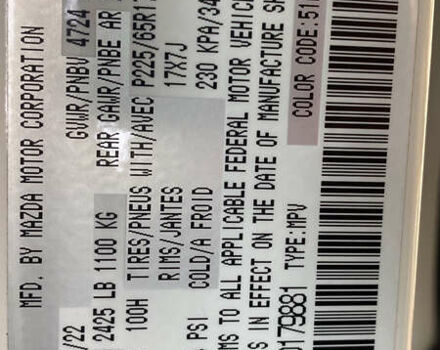 MFD. BY MAZDA MOTOR CORPORATION
/22 GVWR/PNBV 4724
2425 LB 1100 KG REAR GAWR/PNBE AR
100H TIRES/PNEUS WITH/AVEC P225/65R
RIMS/JANTES 17X7J
PSI COLD/A FROID 230 KPA/34
MS TO ALL APPLICABLE FEDERAL MOTOR VEHIC
S IN EFFECT ON THE DATE OF MANUFACTURE SH
0179881 TYPE:MPV COLOR CODE:51